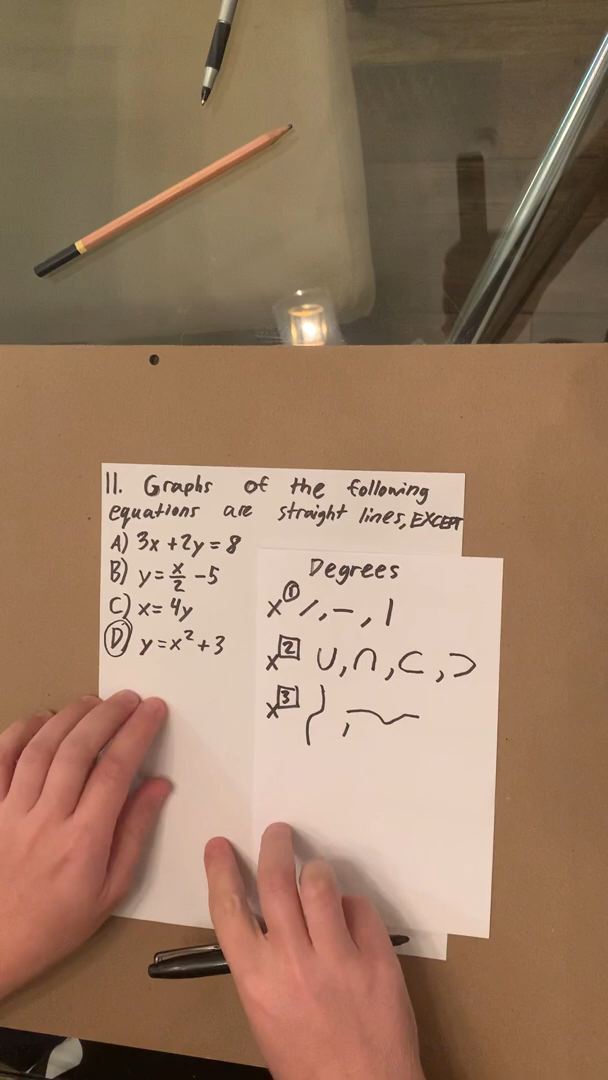 11. Graphs of the following
equations are straight lines, EXCEPT
A) 3x + 2y = 8
B) y = x/2 - 5
C) x = 4y
D) y = x² + 3
Degrees
x¹ /, —, |
x² ∪, ∩, ⊂, ⊃
x³